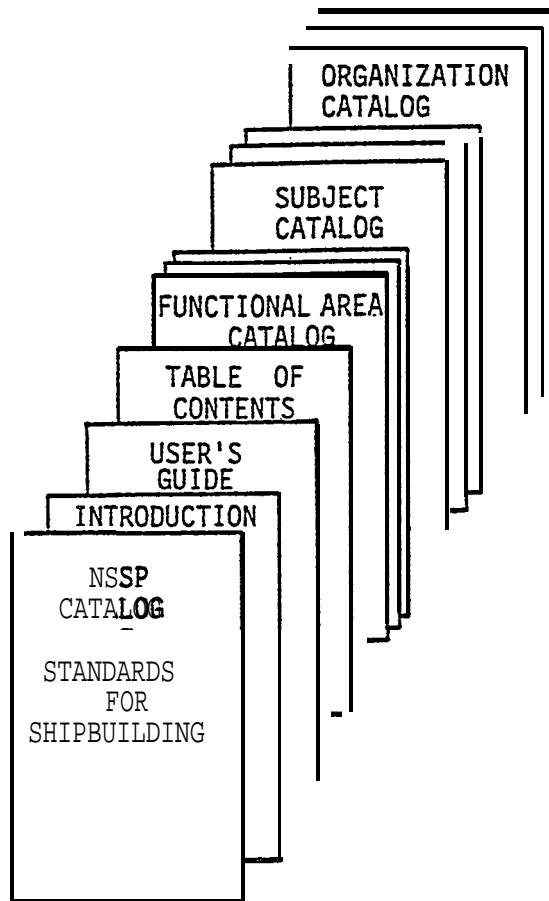 ORGANIZATION
CATALOG
SUBJECT
CATALOG
FUNCTIONAL AREA
CATALOG
TABLE OF
CONTENTS
USER'S
GUIDE
INTRODUCTION
NSSP
CATALOG
STANDARDS
FOR
SHIPBUILDING